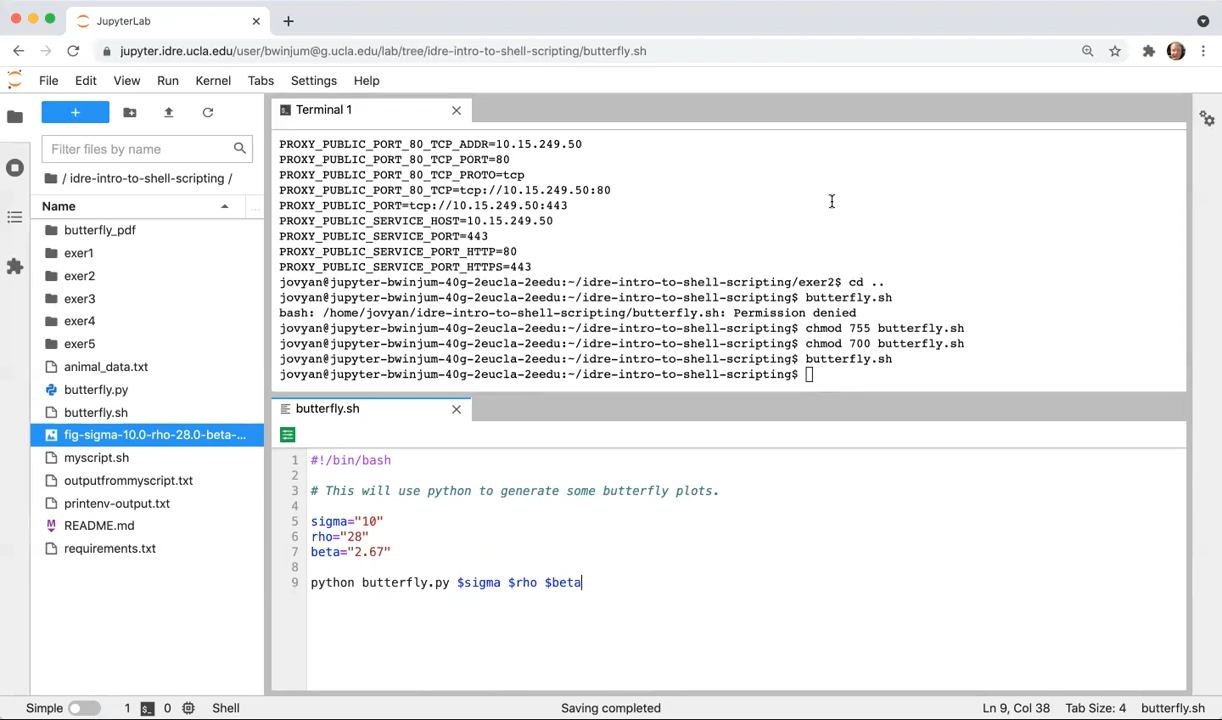 JupyterLab
jupyter.idre.ucla.edu/user/bwinjum@g.ucla.edu/lab/tree/idre-intro-to-shell-scripting/butterfly.sh
File Edit View Run Kernel Tabs Settings Help
Filter files by name
/ idre-intro-to-shell-scripting /
Name
butterfly_pdf
exer1
exer2
exer3
exer4
exer5
animal_data.txt
butterfly.py
butterfly.sh
fig-sigma-10.0-rho-28.0-beta-...
myscript.sh
outputfrommyscript.txt
printenv-output.txt
README.md
requirements.txt
Terminal 1
PROXY_PUBLIC_PORT_80_TCP_ADDR=10.15.249.50
PROXY_PUBLIC_PORT_80_TCP_PORT=80
PROXY_PUBLIC_PORT_80_TCP_PROTO=tcp
PROXY_PUBLIC_PORT_80_TCP=tcp://10.15.249.50:80
PROXY_PUBLIC_PORT=tcp://10.15.249.50:443
PROXY_PUBLIC_SERVICE_HOST=10.15.249.50
PROXY_PUBLIC_SERVICE_PORT=443
PROXY_PUBLIC_SERVICE_PORT_HTTP=80
PROXY_PUBLIC_SERVICE_PORT_HTTPS=443
jovyan@jupyter-bwinjum-40g-2eucla-2eedu:~/idre-intro-to-shell-scripting/exer2$ cd ..
jovyan@jupyter-bwinjum-40g-2eucla-2eedu:~/idre-intro-to-shell-scripting$ butterfly.sh
bash: /home/jovyan/idre-intro-to-shell-scripting/butterfly.sh: Permission denied
jovyan@jupyter-bwinjum-40g-2eucla-2eedu:~/idre-intro-to-shell-scripting$ chmod 755 butterfly.sh
jovyan@jupyter-bwinjum-40g-2eucla-2eedu:~/idre-intro-to-shell-scripting$ chmod 700 butterfly.sh
jovyan@jupyter-bwinjum-40g-2eucla-2eedu:~/idre-intro-to-shell-scripting$ butterfly.sh
jovyan@jupyter-bwinjum-40g-2eucla-2eedu:~/idre-intro-to-shell-scripting$
butterfly.sh
1 #!/bin/bash
2
3 # This will use python to generate some butterfly plots.
4
5 sigma="10"
6 rho="28"
7 beta="2.67"
8
9 python butterfly.py $sigma $rho $beta
Simple 1 $_ 0 Shell Saving completed Ln 9, Col 38 Tab Size: 4 butterfly.sh